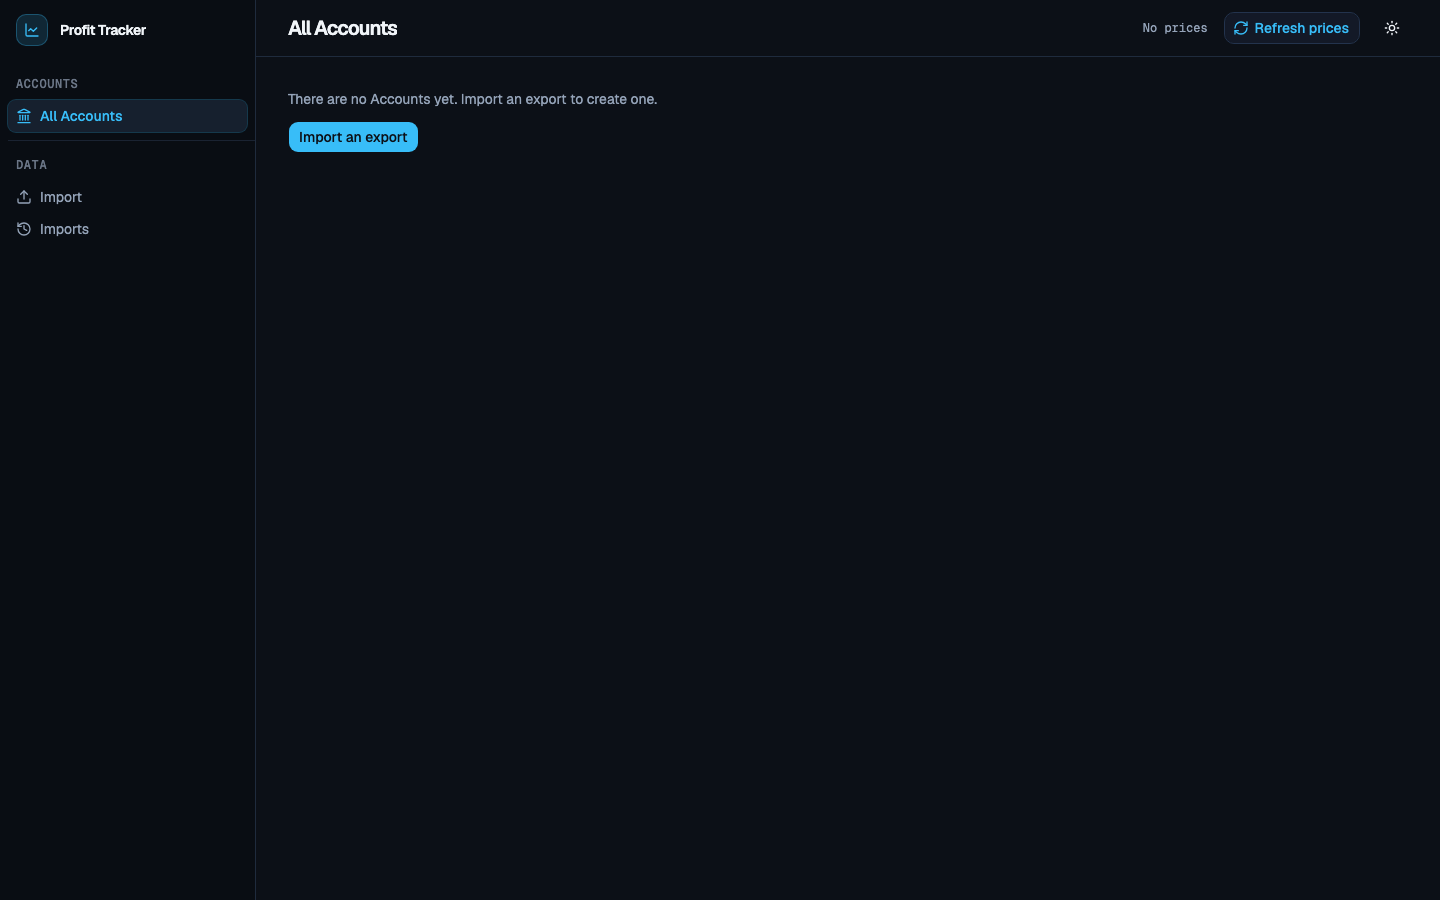 Profit Tracker
ACCOUNTS
All Accounts
DATA
Import
Imports
All Accounts
No prices
Refresh prices
There are no Accounts yet. Import an export to create one.
Import an export